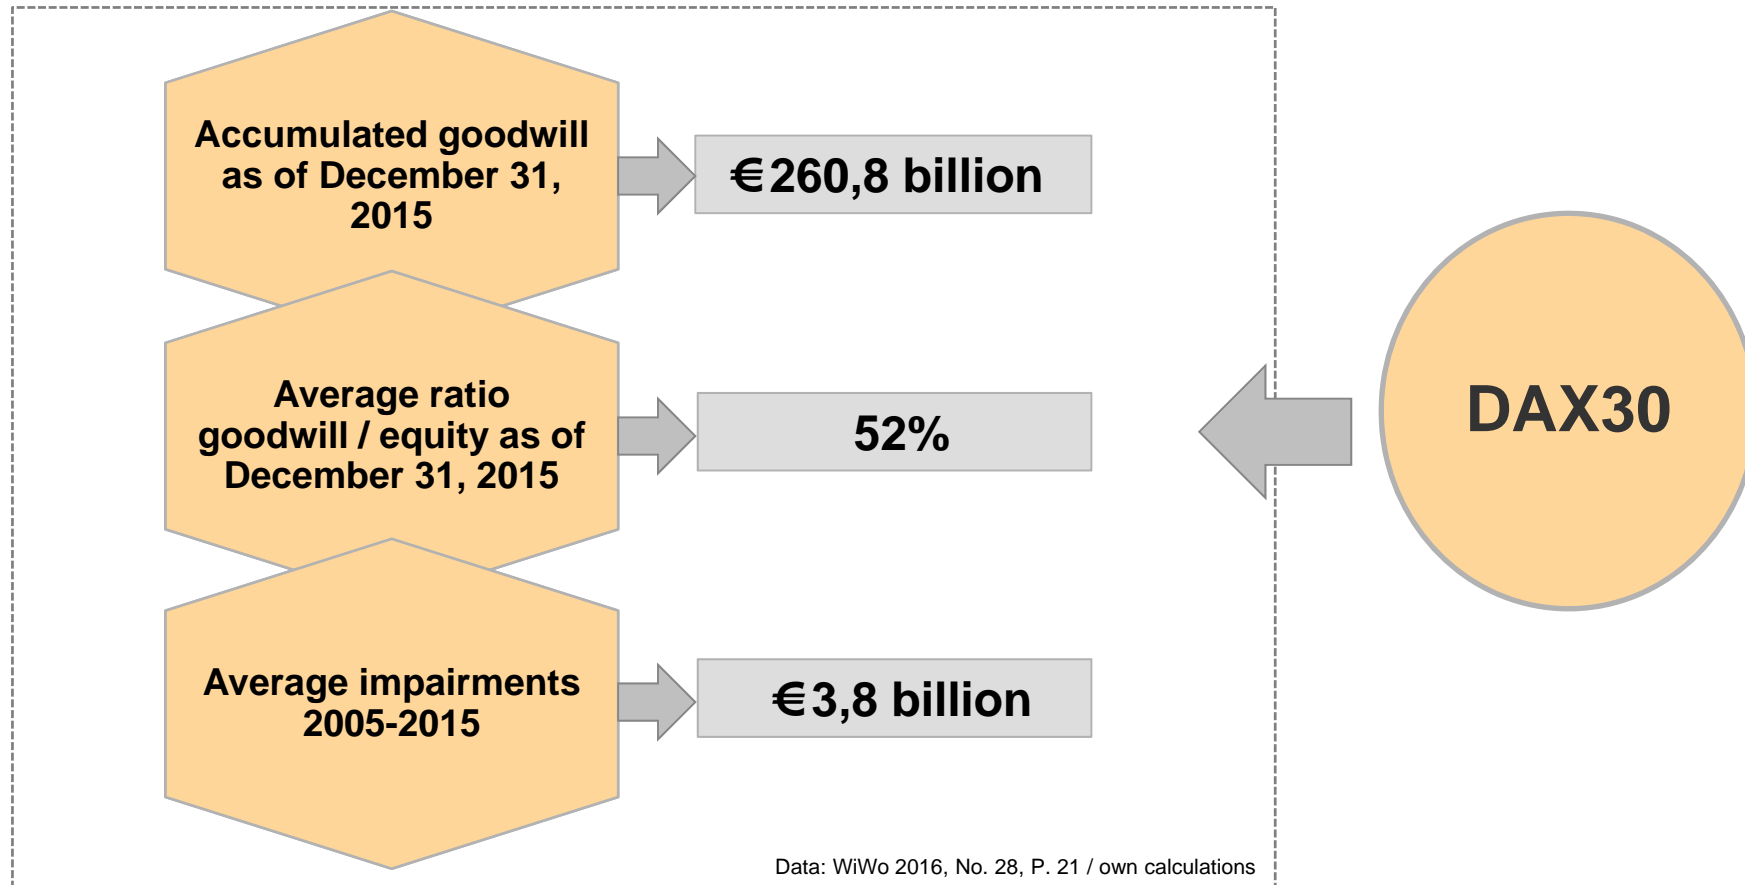 Accumulated goodwill
as of December 31,
2015
€260,8 billion
Average ratio
goodwill / equity as of
December 31, 2015
52%
DAX30
Average impairments
2005-2015
€3,8 billion
Data: WiWo 2016, No. 28, P. 21 / own calculations